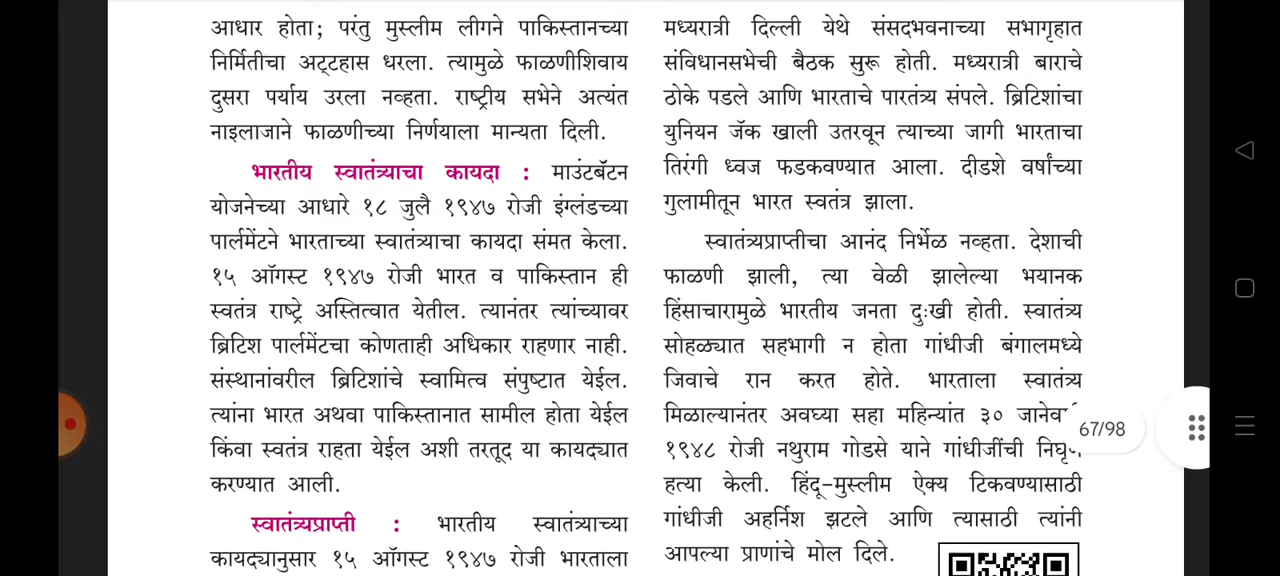 आधार होता; परंतु मुस्लीम लीगने पाकिस्तानच्या
निर्मितीचा अट्टहास धरला. त्यामुळे फाळणीशिवाय
दुसरा पर्याय उरला नव्हता. राष्ट्रीय सभेने अत्यंत
नाइलाजाने फाळणीच्या निर्णयाला मान्यता दिली.
भारतीय स्वातंत्र्याचा कायदा : माउंटबॅटन
योजनेच्या आधारे १८ जुलै १९४७ रोजी इंग्लंडच्या
पार्लमेंटने भारताच्या स्वातंत्र्याचा कायदा संमत केला.
१५ ऑगस्ट १९४७ रोजी भारत व पाकिस्तान ही
स्वतंत्र राष्ट्रे अस्तित्वात येतील. त्यानंतर त्यांच्यावर
ब्रिटिश पार्लमेंटचा कोणताही अधिकार राहणार नाही.
संस्थानांवरील ब्रिटिशांचे स्वामित्व संपुष्टात येईल.
त्यांना भारत अथवा पाकिस्तानात सामील होता येईल
किंवा स्वतंत्र राहता येईल अशी तरतूद या कायद्यात
करण्यात आली.
स्वातंत्र्यप्राप्ती : भारतीय स्वातंत्र्याच्या
कायद्यानुसार १५ ऑगस्ट १९४७ रोजी भारताला
मध्यरात्री दिल्ली येथे संसदभवनाच्या सभागृहात
संविधानसभेची बैठक सुरू होती. मध्यरात्री बाराचे
ठोके पडले आणि भारताचे पारतंत्र्य संपले. ब्रिटिशांचा
युनियन जॅक खाली उतरवून त्याच्या जागी भारताचा
तिरंगी ध्वज फडकवण्यात आला. दीडशे वर्षांच्या
गुलामीतून भारत स्वतंत्र झाला.
स्वातंत्र्यप्राप्तीचा आनंद निर्भेळ नव्हता. देशाची
फाळणी झाली, त्या वेळी झालेल्या भयानक
हिंसाचारामुळे भारतीय जनता दुःखी होती. स्वातंत्र्य
सोहळ्यात सहभागी न होता गांधीजी बंगालमध्ये
जिवाचे रान करत होते. भारताला स्वातंत्र्य
मिळाल्यानंतर अवघ्या सहा महिन्यांत ३०
१९४८ रोजी नथुराम गोडसे याने गांधीजींची
हत्या केली. हिंदू-मुस्लीम ऐक्य टिकवण्यासाठी
गांधीजी अहर्निश झटले आणि त्यासाठी त्यांनी
आपल्या प्राणांचे मोल दिले.
67/98